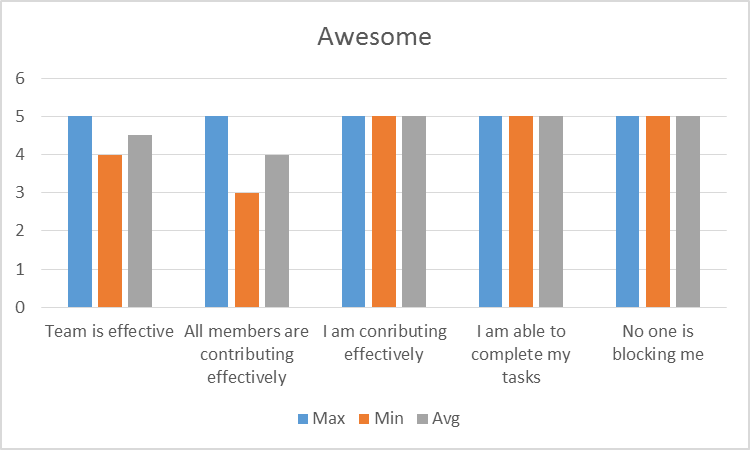 Awesome
6
5
4
3
2
1
0
Team is effective
All members are
contributing
effectively
I am conributing
effectively
I am able to
complete my
tasks
No one is
blocking me
Max Min Avg